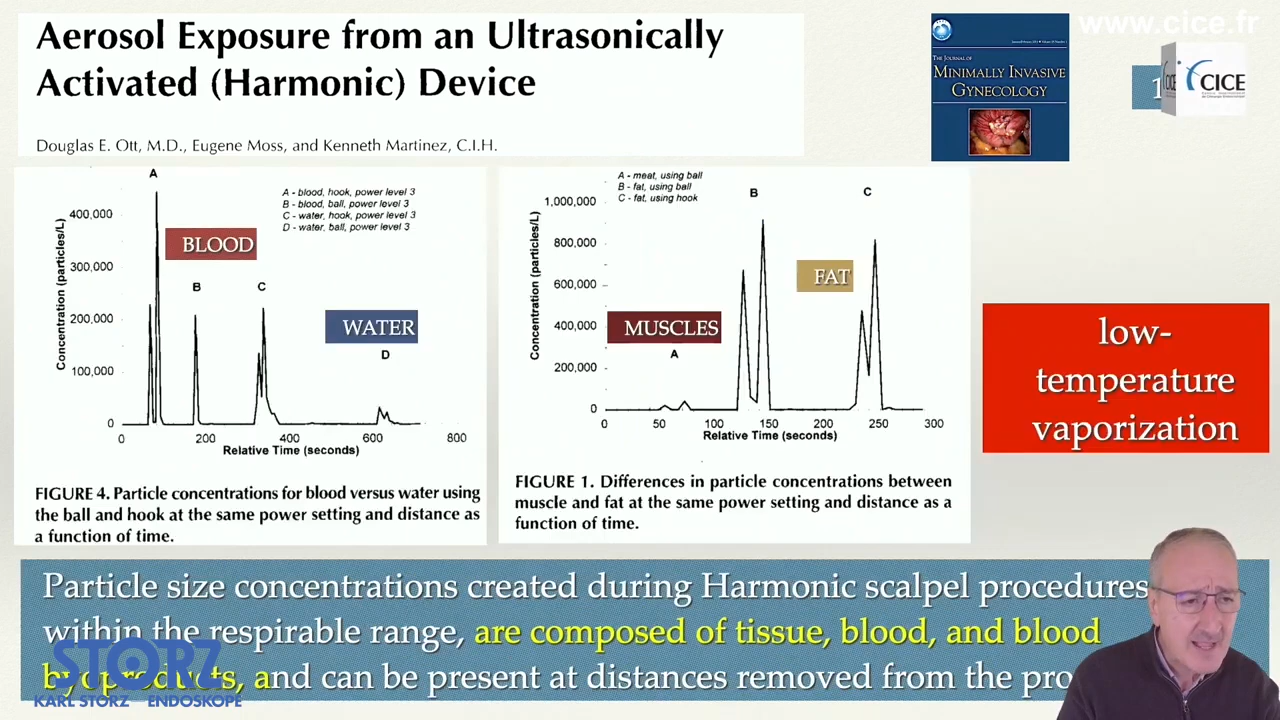 Aerosol Exposure from an Ultrasonically
Activated (Harmonic) Device
Douglas E. Ott, M.D., Eugene Moss, and Kenneth Martinez, C.I.H.
THE JOURNAL OF
MINIMALLY INVASIVE
GYNECOLOGY
www.cice.fr
1
CICE
CICE
A
A - blood, hook, power level 3
B - blood, ball, power level 3
C - water, hook, power level 3
D - water, ball, power level 3
BLOOD
B
C
WATER
D
Concentration (particles/L)
400,000
300,000
200,000
100,000
0
0 200 400 600 800
Relative Time (seconds)
FIGURE 4. Particle concentrations for blood versus water using
the ball and hook at the same power setting and distance as
a function of time.
A - meat, using ball
B - fat, using ball
C - fat, using hook
B
C
FAT
MUSCLES
A
Concentration (particles/L)
1,000,000
800,000
600,000
400,000
200,000
0
0 50 100 150 200 250 300
Relative Time (seconds)
FIGURE 1. Differences in particle concentrations between
muscle and fat at the same power setting and distance as a
function of time.
low-
temperature
vaporization
Particle size concentrations created during Harmonic scalpel procedures
within the respirable range, are composed of tissue, blood, and blood
byoproducts, and can be present at distances removed from the pro
STORZ
KARL STORZ ENDOSKOPE